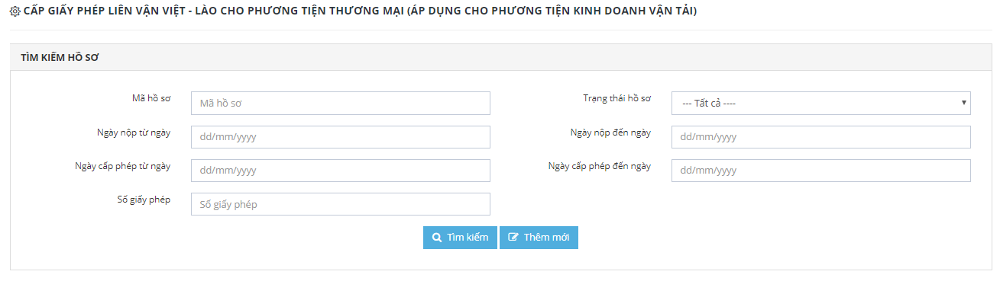 CẤP GIẤY PHÉP LIÊN VẬN VIỆT - LÀO CHO PHƯƠNG TIỆN THƯƠNG MẠI (ÁP DỤNG CHO PHƯƠNG TIỆN KINH DOANH VẬN TẢI)
TÌM KIẾM HỒ SƠ
Mã hồ sơ Mã hồ sơ Trạng thái hồ sơ --- Tất cả ----
Ngày nộp từ ngày dd/mm/yyyy Ngày nộp đến ngày dd/mm/yyyy
Ngày cấp phép từ ngày dd/mm/yyyy Ngày cấp phép đến ngày dd/mm/yyyy
Số giấy phép Số giấy phép
Tìm kiếm Thêm mới